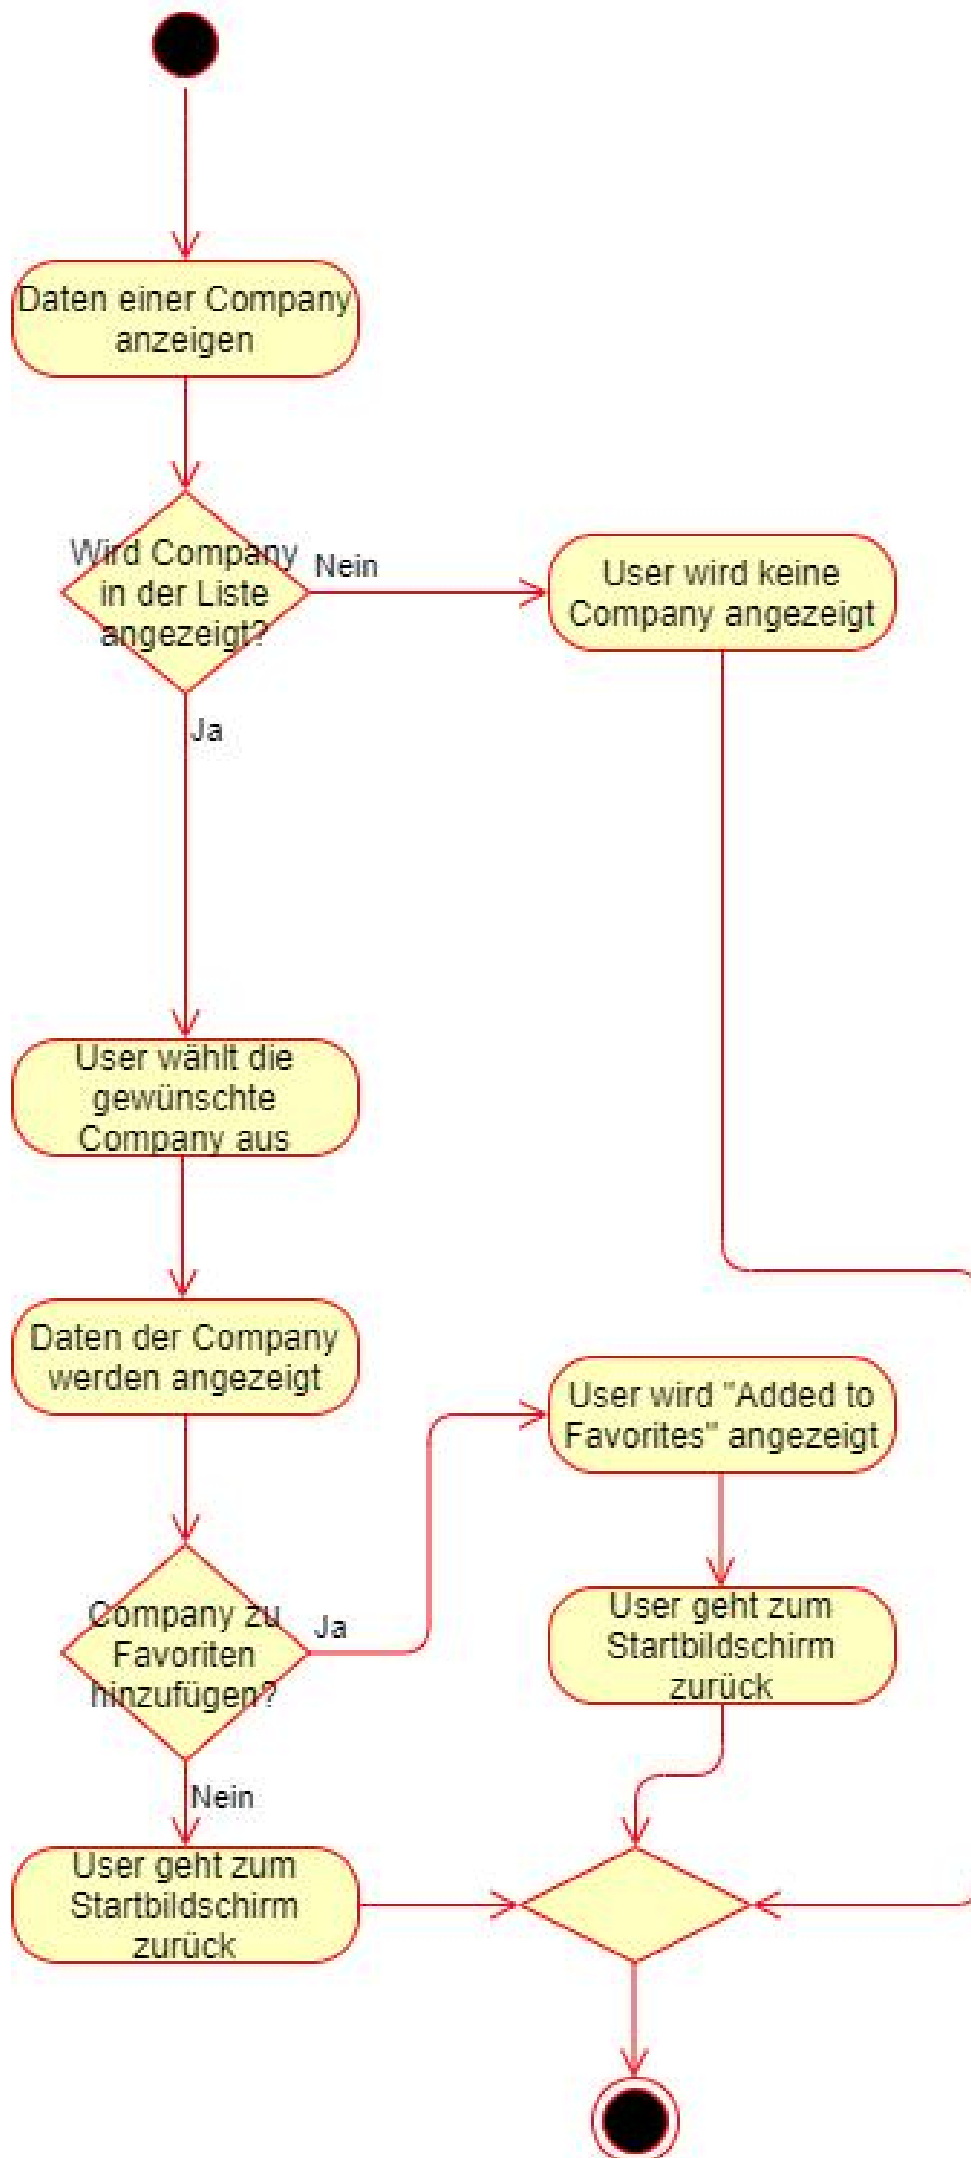 Daten einer Company
anzeigen
Wird Company
in der Liste
angezeigt?
Nein
User wird keine
Company angezeigt
Ja
User wählt die
gewünschte
Company aus
Daten der Company
werden angezeigt
User wird "Added to
Favorites" angezeigt
Company zu
Favoriten
hinzufügen?
Ja
User geht zum
Startbildschirm
zurück
Nein
User geht zum
Startbildschirm
zurück